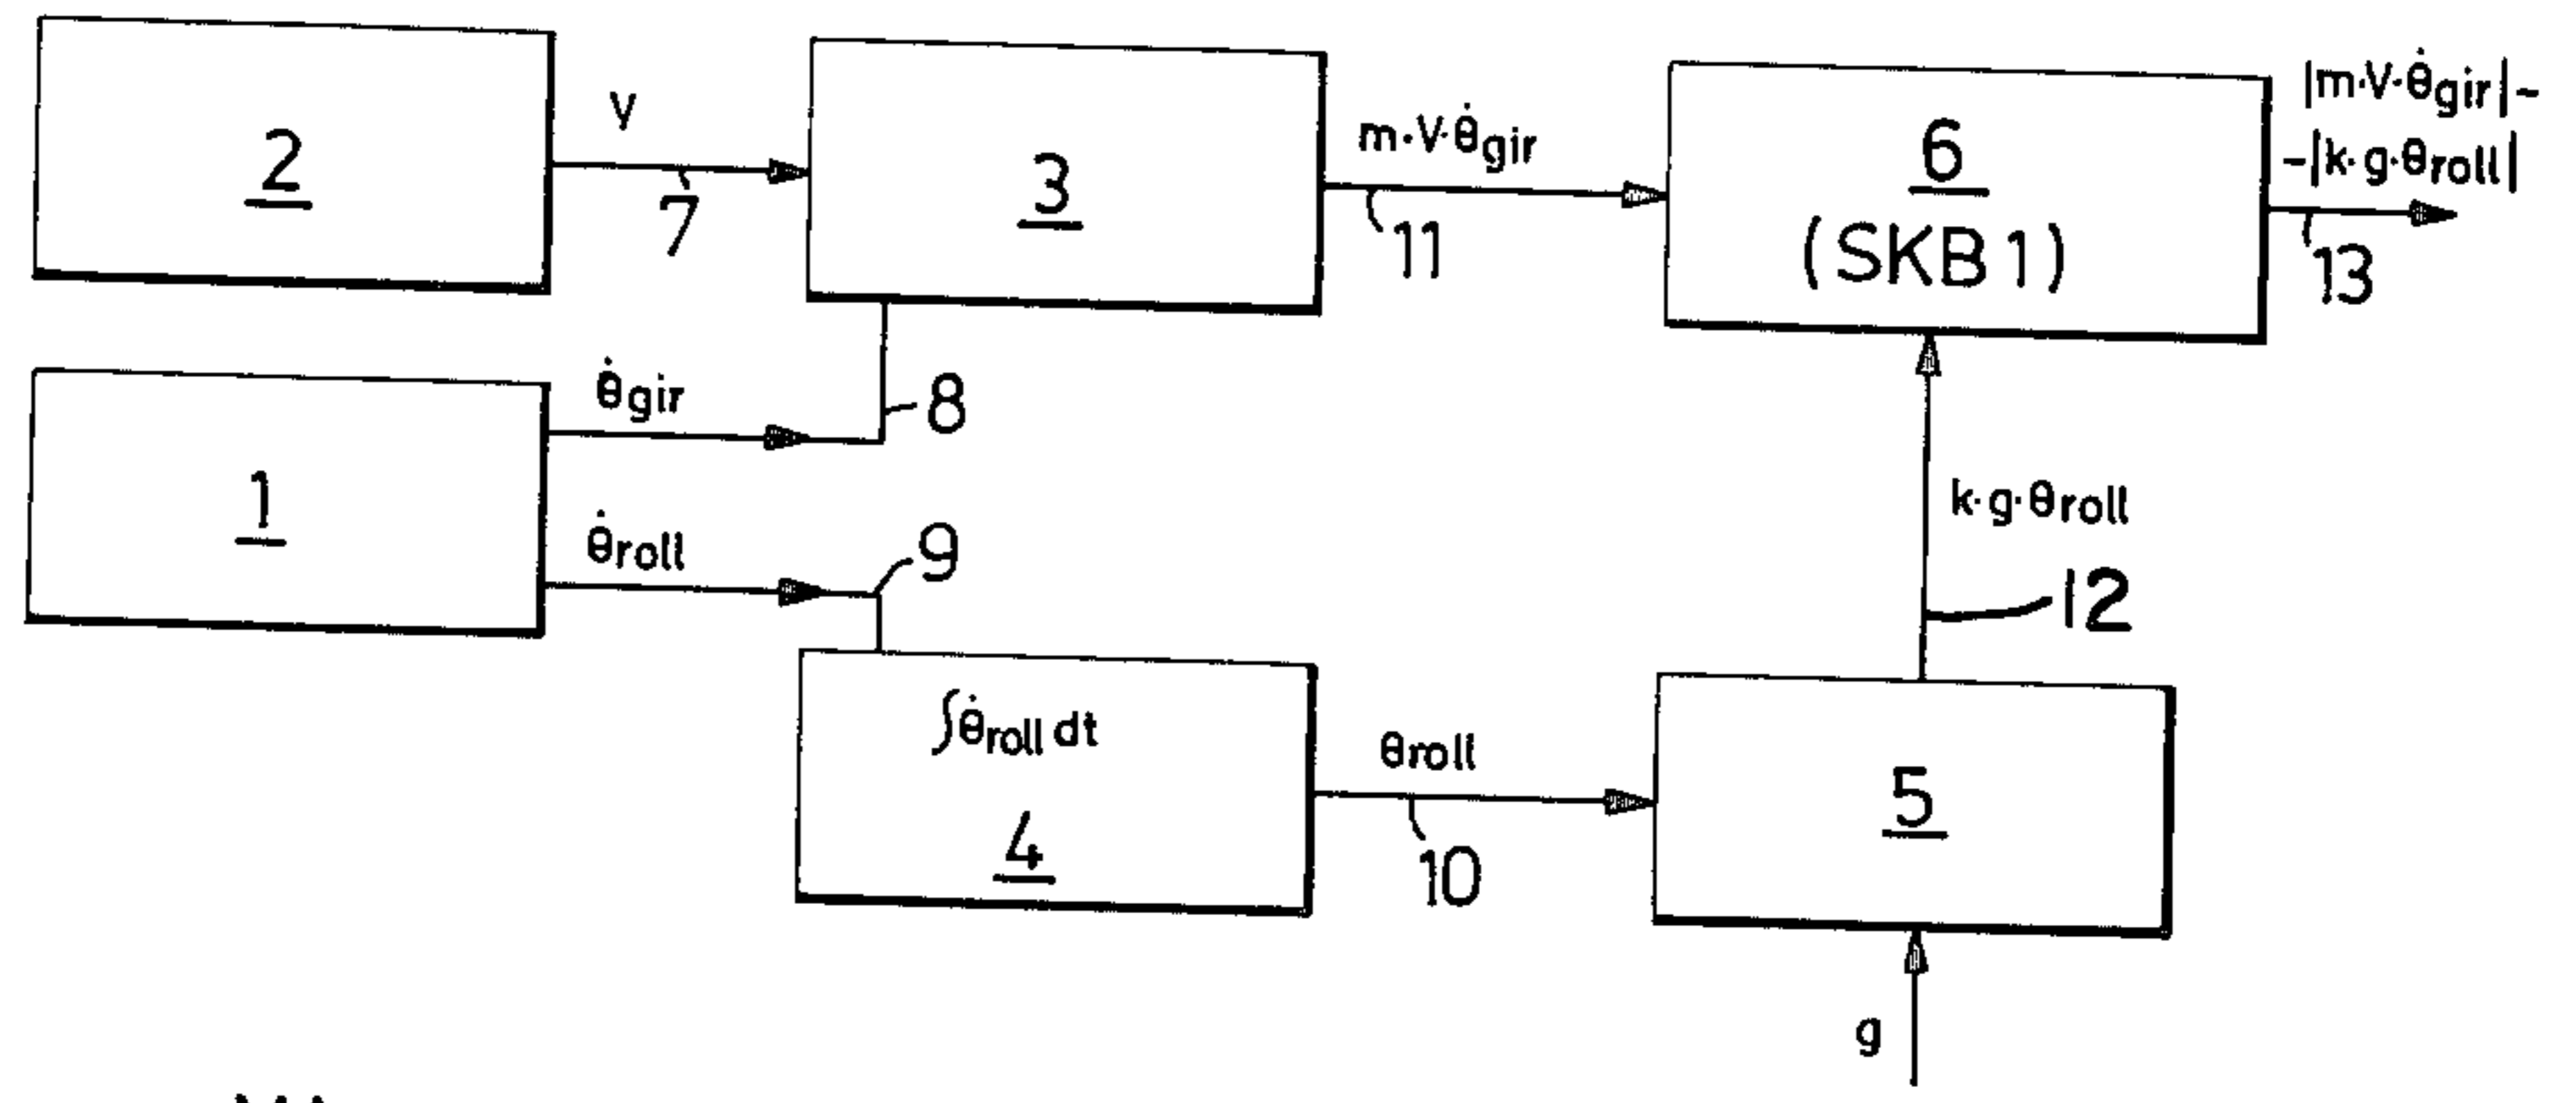 2
V
7
3
m·V·θ̇gir
11
6
(SKB1)
|m·V·θ̇gir|-
-|k·g·θroll|
13
1
θ̇gir
8
θ̇roll
9
∫θ̇roll dt
4
θroll
10
5
k·g·θroll
12
g